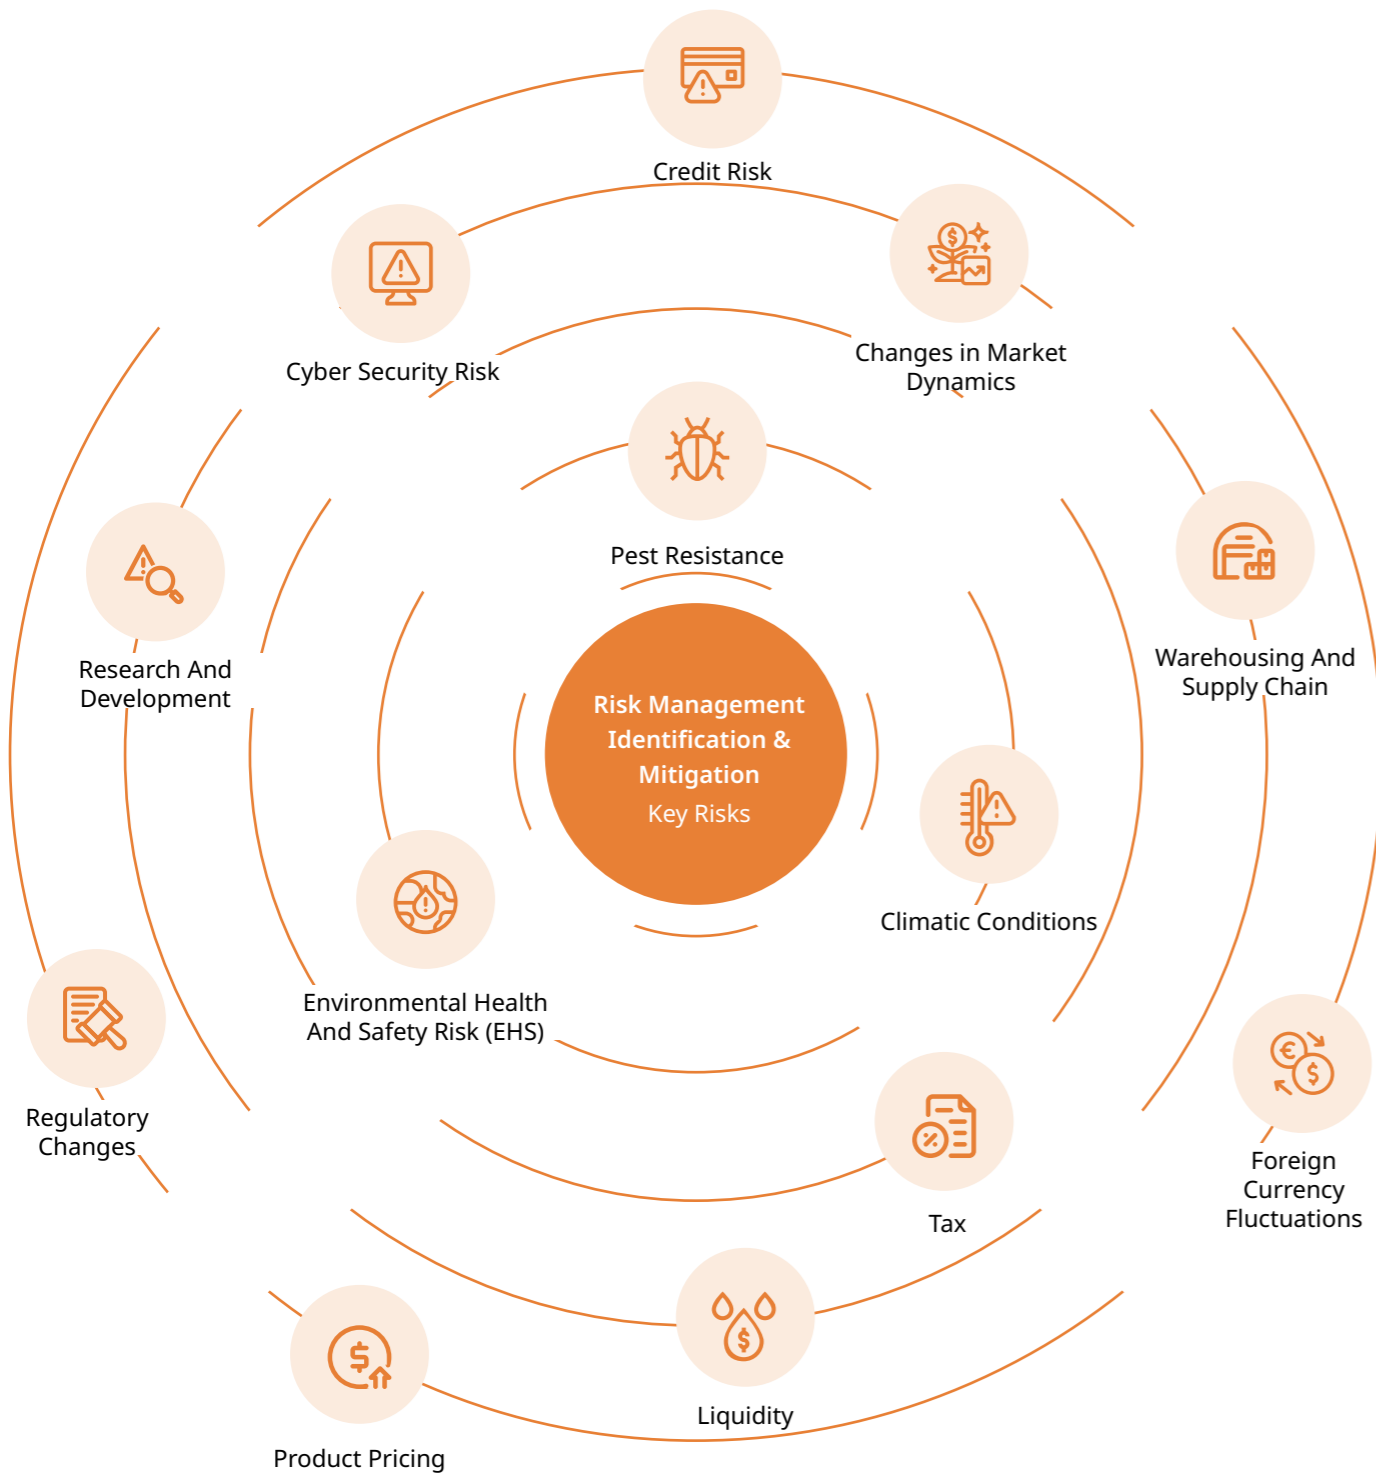 Credit Risk
Cyber Security Risk
Changes in Market
Dynamics
Pest Resistance
Research And
Development
Warehousing And
Supply Chain
Risk Management
Identification &
Mitigation
Key Risks
Climatic Conditions
Environmental Health
And Safety Risk (EHS)
Regulatory
Changes
Foreign
Currency
Fluctuations
Tax
Liquidity
Product Pricing